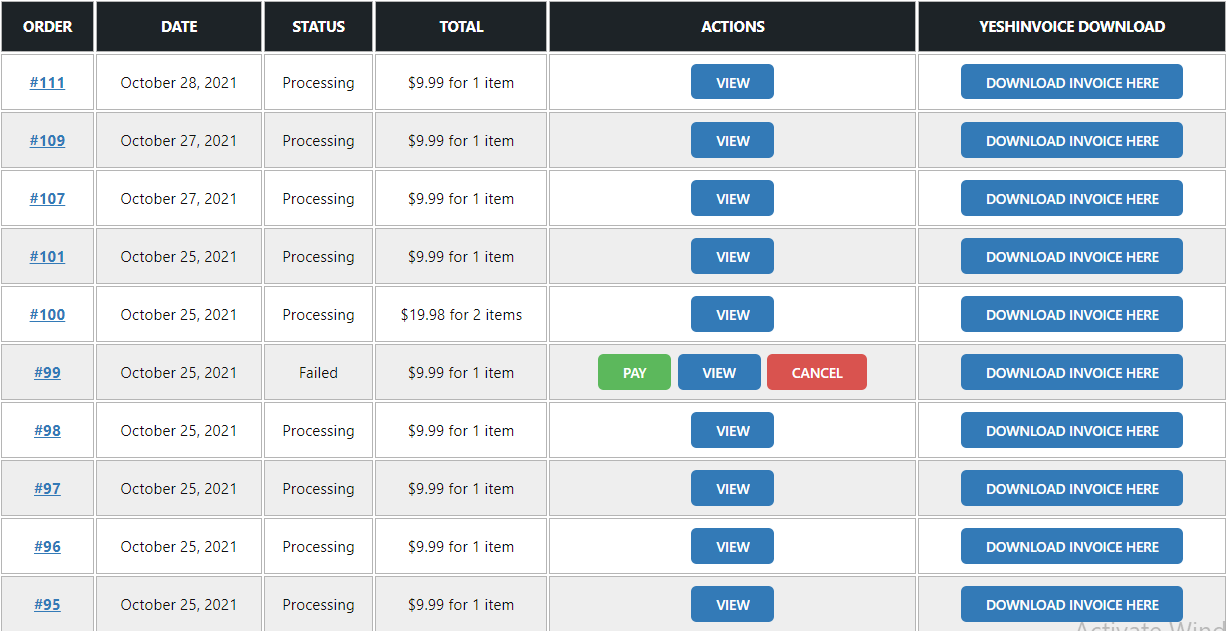 ORDER DATE STATUS TOTAL ACTIONS YESHINVOICE DOWNLOAD
#111 October 28, 2021 Processing $9.99 for 1 item VIEW DOWNLOAD INVOICE HERE
#109 October 27, 2021 Processing $9.99 for 1 item VIEW DOWNLOAD INVOICE HERE
#107 October 27, 2021 Processing $9.99 for 1 item VIEW DOWNLOAD INVOICE HERE
#101 October 25, 2021 Processing $9.99 for 1 item VIEW DOWNLOAD INVOICE HERE
#100 October 25, 2021 Processing $19.98 for 2 items VIEW DOWNLOAD INVOICE HERE
#99 October 25, 2021 Failed $9.99 for 1 item PAY VIEW CANCEL DOWNLOAD INVOICE HERE
#98 October 25, 2021 Processing $9.99 for 1 item VIEW DOWNLOAD INVOICE HERE
#97 October 25, 2021 Processing $9.99 for 1 item VIEW DOWNLOAD INVOICE HERE
#96 October 25, 2021 Processing $9.99 for 1 item VIEW DOWNLOAD INVOICE HERE
#95 October 25, 2021 Processing $9.99 for 1 item VIEW DOWNLOAD INVOICE HERE
Activate Wind